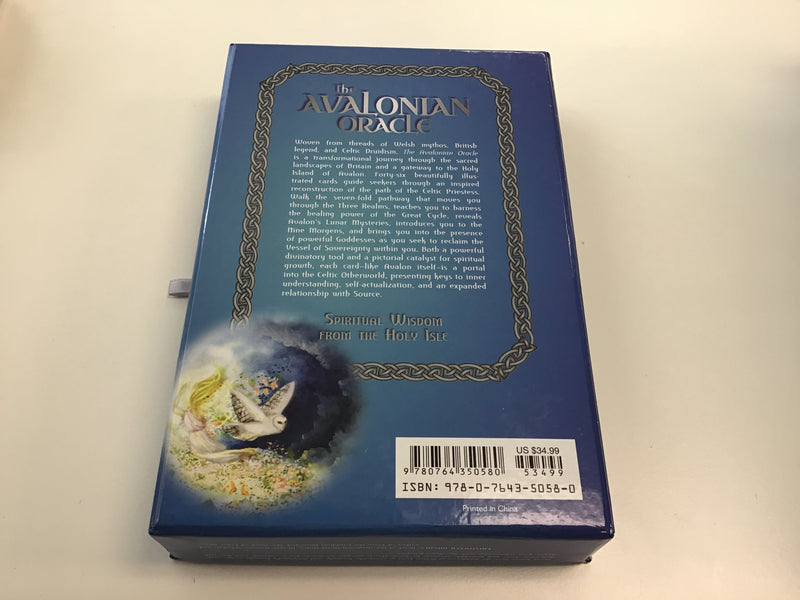 The
AVALONIAN
ORACLE
Woven from threads of Welsh mythos, British
legend, and Celtic Druidism, The Avalonian Oracle
is a transformational journey through the sacred
landscapes of Britain and a gateway to the Holy
Island of Avalon. Forty-six beautifully illus-
trated cards guide seekers through an inspired
reconstruction of the path of the Celtic Priestess.
Walk the seven-fold pathway that moves you
through the Three Realms, teaches you to harness
the healing power of the Great Cycle, reveals
Avalon's Lunar Mysteries, introduces you to the
Nine Morgens, and brings you into the presence
of powerful Goddesses as you seek to reclaim the
Vessel of Sovereignty within you. Both a powerful
divinatory tool and a pictorial catalyst for spiritual
growth, each card—like Avalon itself—is a portal
into the Celtic Otherworld, presenting keys to inner
understanding, self-actualization, and an expanded
relationship with Source.
Spiritual Wisdom
from the Holy Isle
US $34.99
9 780764 350580
53499
ISBN: 978-0-7643-5058-0
Printed in China